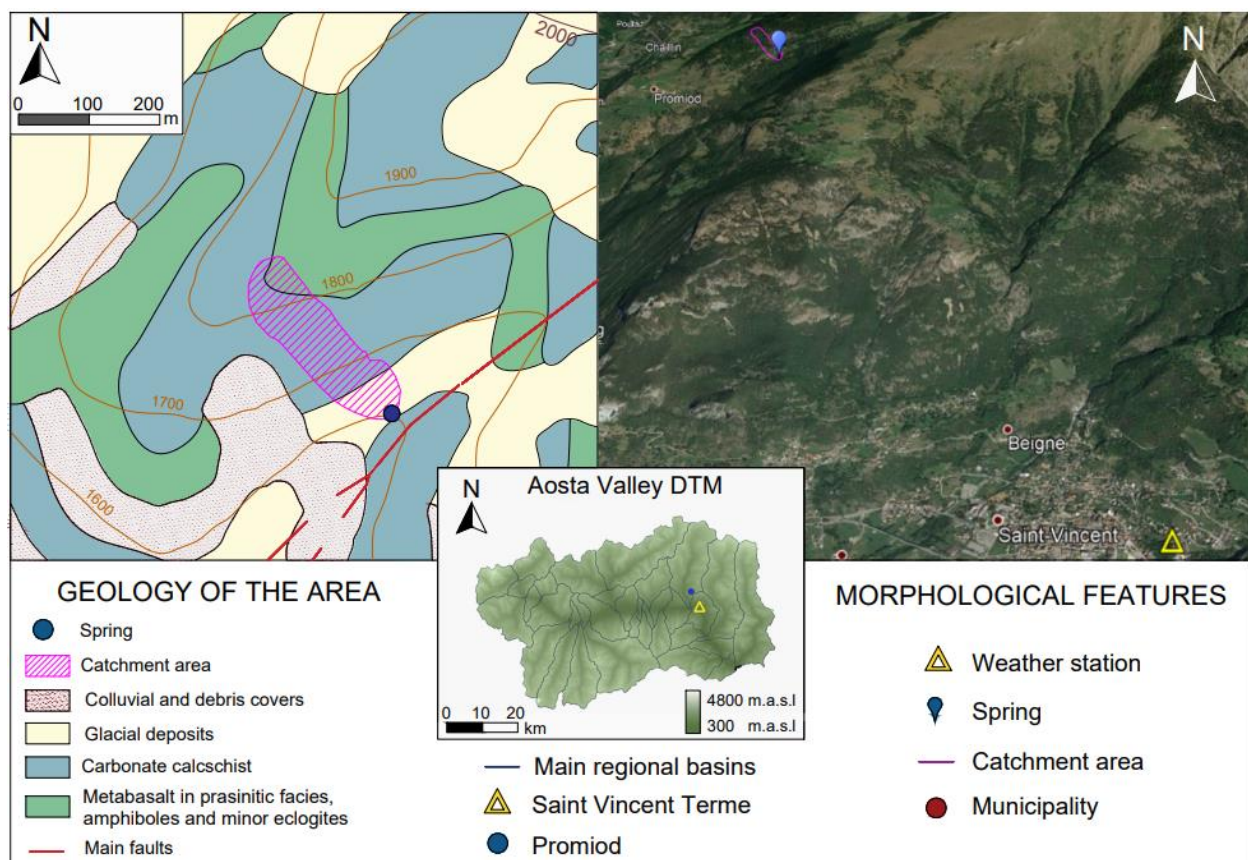 N
0 100 200
m
2000
1900
1800
1700
1600
Challin
Promiod
N
Beigne
Saint-Vincent
N
Aosta Valley DTM
4800 m.a.s.l
300 m.a.s.l
0 10 20
km
GEOLOGY OF THE AREA
Spring
Catchment area
Colluvial and debris covers
Glacial deposits
Carbonate calcschist
Metabasalt in prasinitic facies,
amphiboles and minor eclogites
Main faults
Main regional basins
Saint Vincent Terme
Promiod
MORPHOLOGICAL FEATURES
Weather station
Spring
Catchment area
Municipality